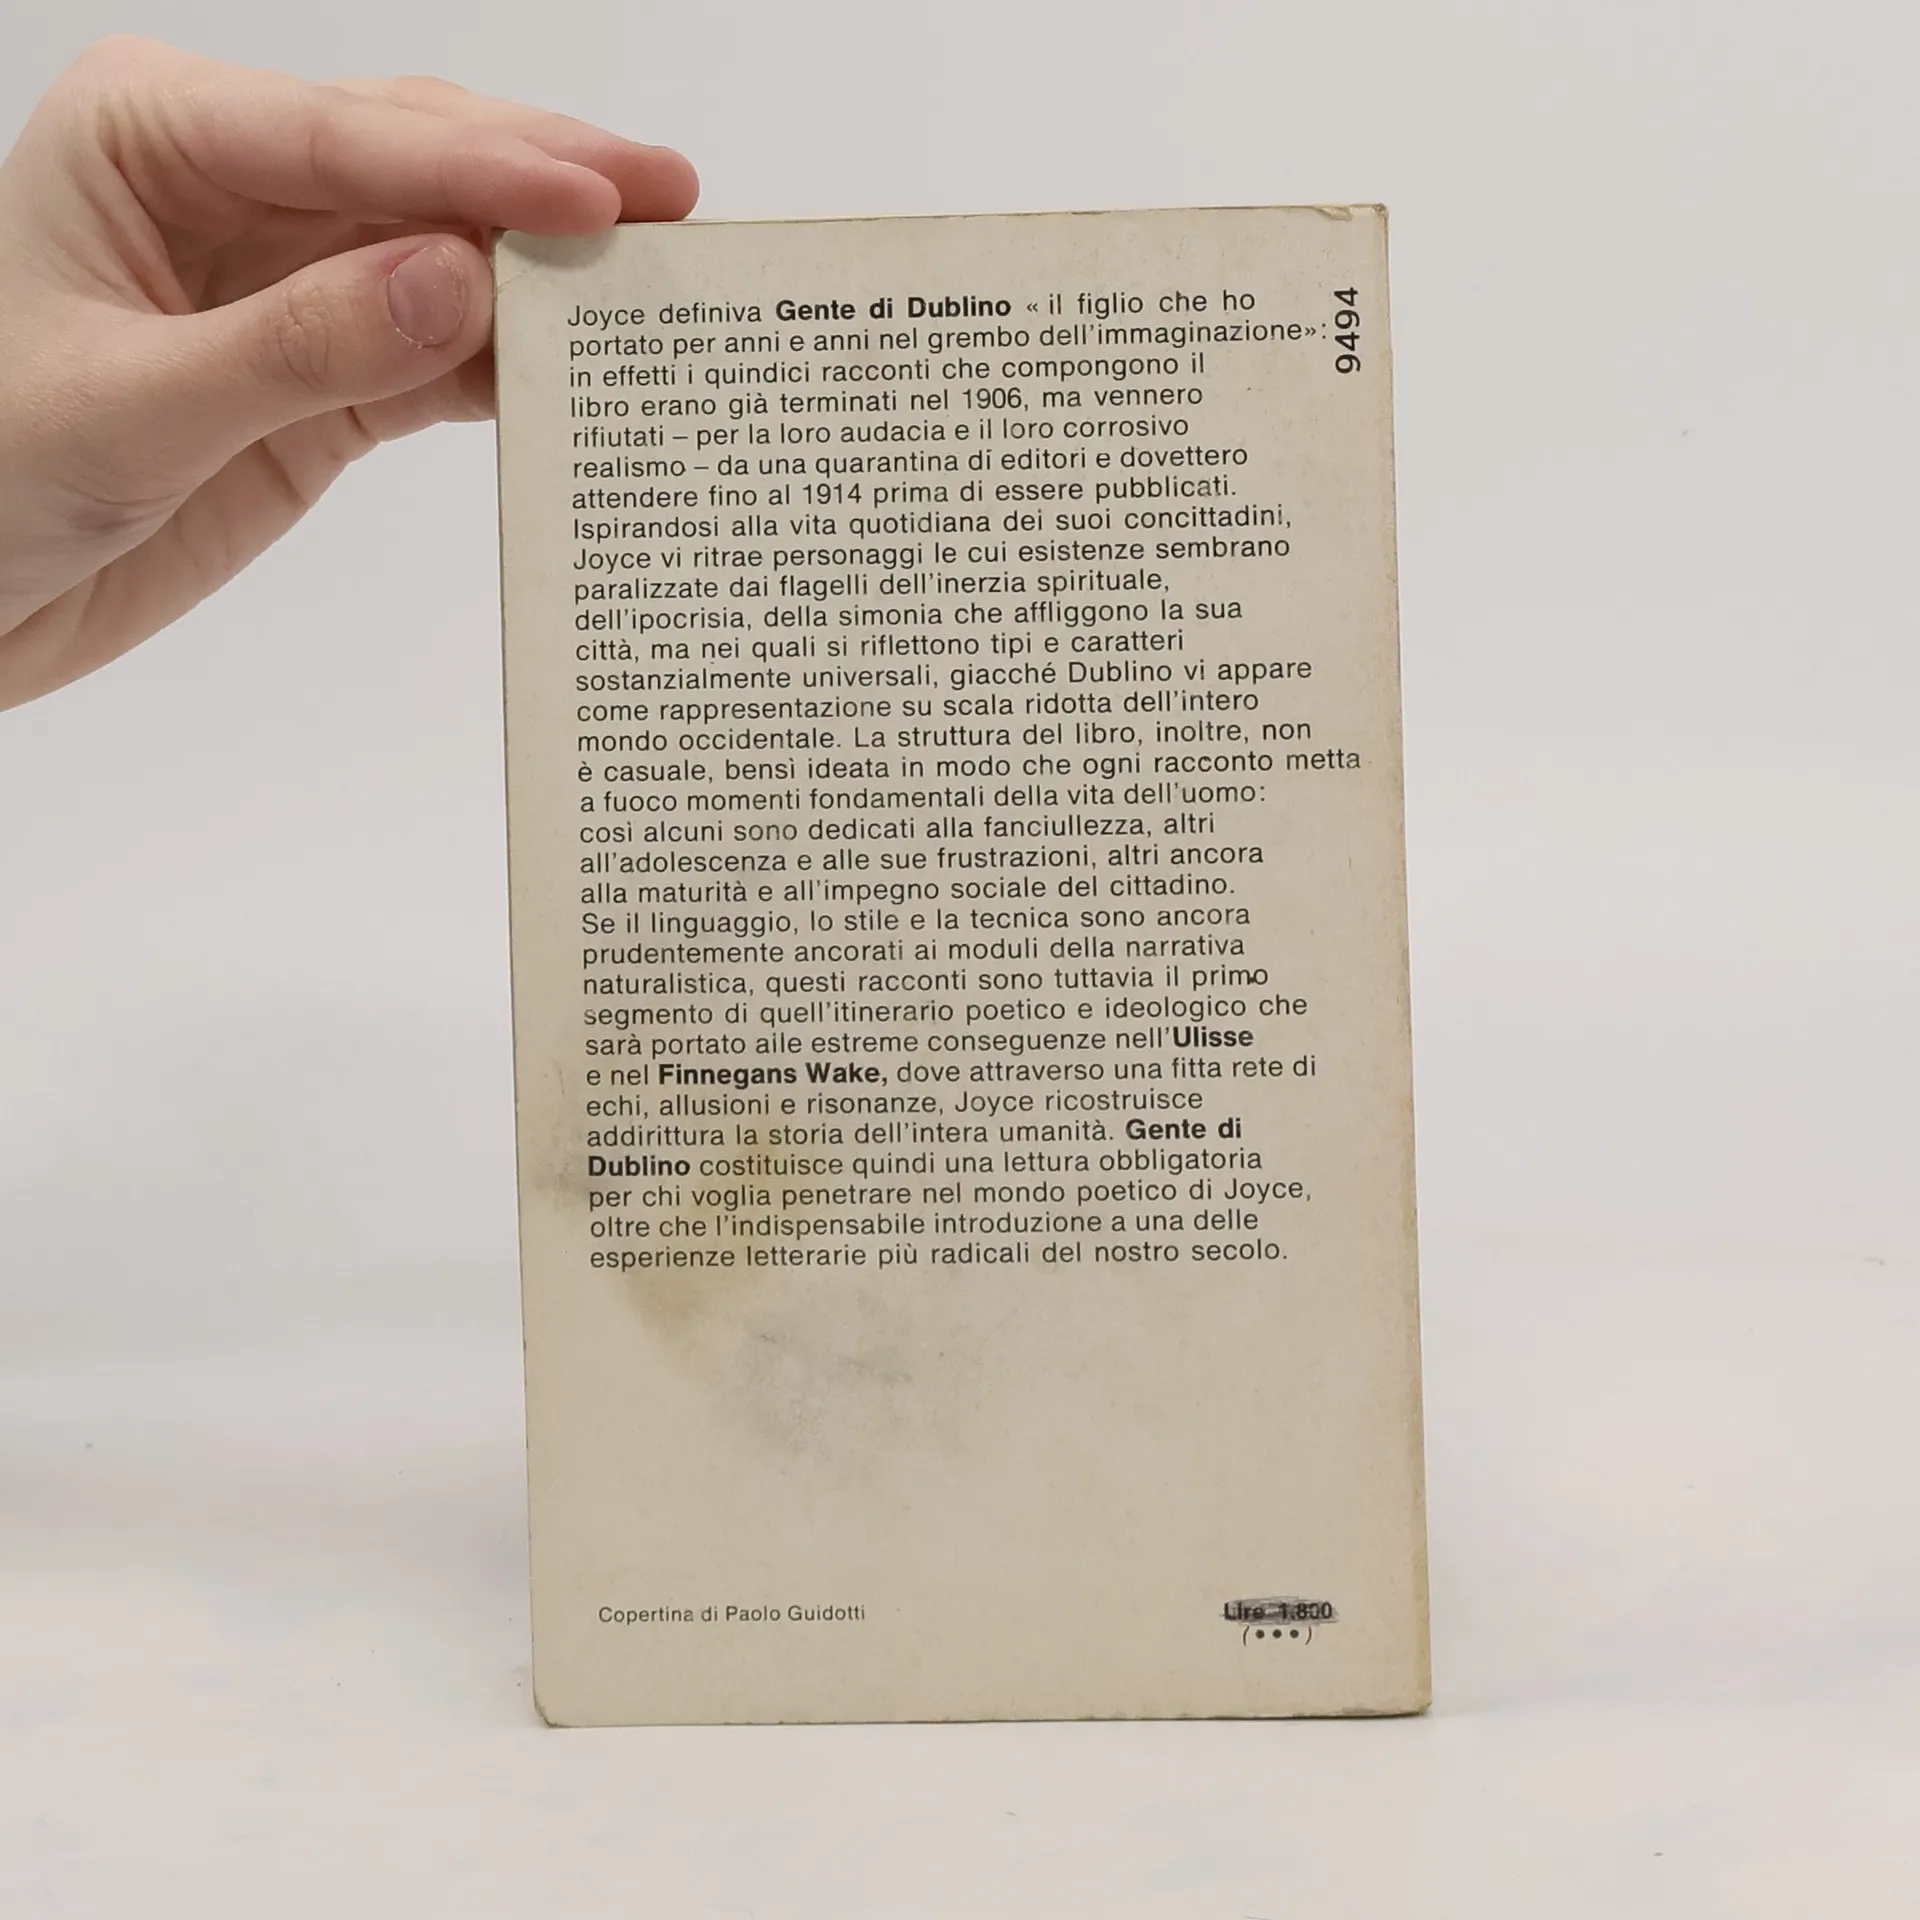 Joyce definiva Gente di Dublino « il figlio che ho
portato per anni e anni nel grembo dell'immaginazione»:
in effetti i quindici racconti che compongono il
libro erano già terminati nel 1906, ma vennero
rifiutati – per la loro audacia e il loro corrosivo
realismo – da una quarantina di editori e dovettero
attendere fino al 1914 prima di essere pubblicati.
Ispirandosi alla vita quotidiana dei suoi concittadini,
Joyce vi ritrae personaggi le cui esistenze sembrano
paralizzate dai flagelli dell'inerzia spirituale,
dell'ipocrisia, della simonia che affliggono la sua
città, ma nei quali si riflettono tipi e caratteri
sostanzialmente universali, giacché Dublino vi appare
come rappresentazione su scala ridotta dell'intero
mondo occidentale. La struttura del libro, inoltre, non
è casuale, bensì ideata in modo che ogni racconto metta
a fuoco momenti fondamentali della vita dell'uomo:
così alcuni sono dedicati alla fanciullezza, altri
all'adolescenza e alle sue frustrazioni, altri ancora
alla maturità e all'impegno sociale del cittadino.
Se il linguaggio, lo stile e la tecnica sono ancora
prudentemente ancorati ai moduli della narrativa
naturalistica, questi racconti sono tuttavia il primo
segmento di quell'itinerario poetico e ideologico che
sarà portato alle estreme conseguenze nell'Ulisse
e nel Finnegans Wake, dove attraverso una fitta rete di
echi, allusioni e risonanze, Joyce ricostruisce
addirittura la storia dell'intera umanità. Gente di
Dublino costituisce quindi una lettura obbligatoria
per chi voglia penetrare nel mondo poetico di Joyce,
oltre che l'indispensabile introduzione a una delle
esperienze letterarie più radicali del nostro secolo.
9494
Copertina di Paolo Guidotti
Lire 1.800
(•••)